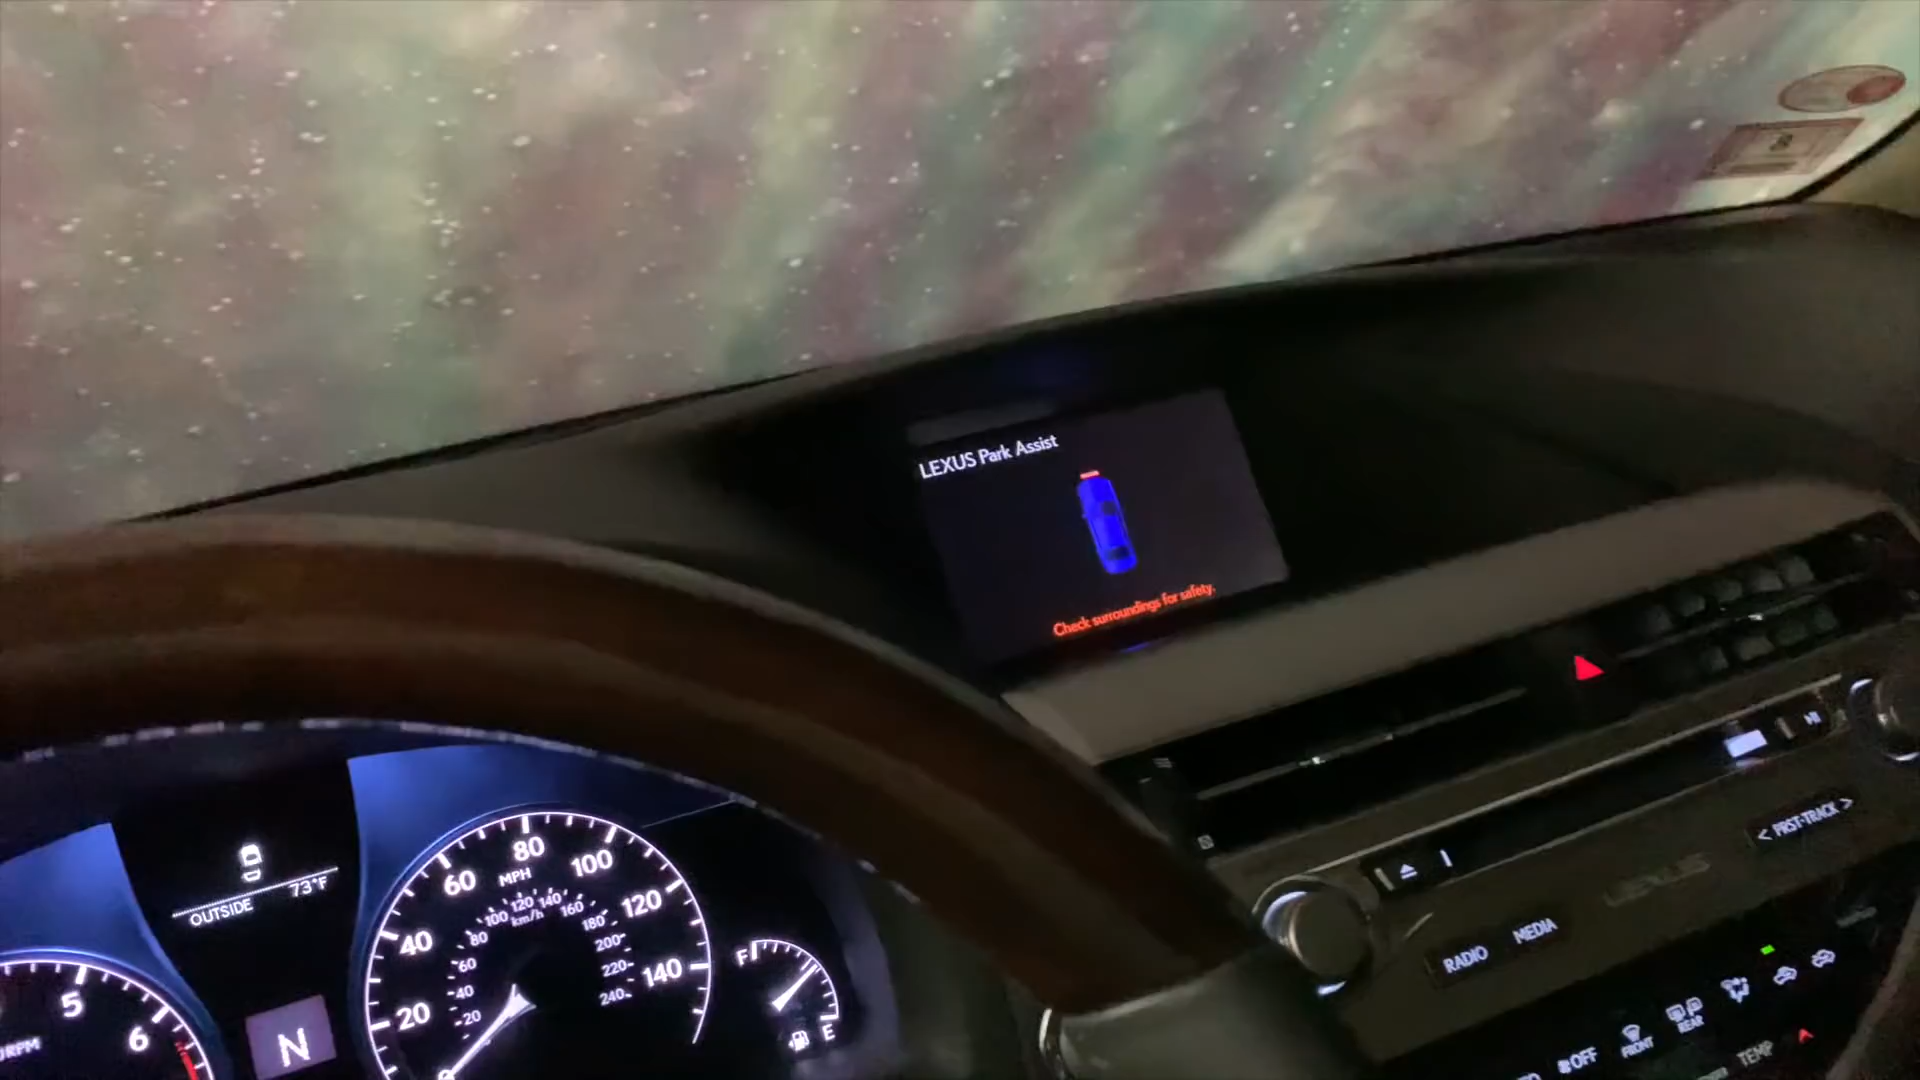 LEXUS Park Assist
Check surroundings for safety.
OUTSIDE 73°F
MPH
km/h
20
40
60
80
100
120
140
20
40
60
80
100
120
140
160
180
200
220
240
F
E
5
6
RPM
N
< PRST-TRACK >
LEXUS
RADIO
MEDIA
OFF
FRONT
REAR
TEMP